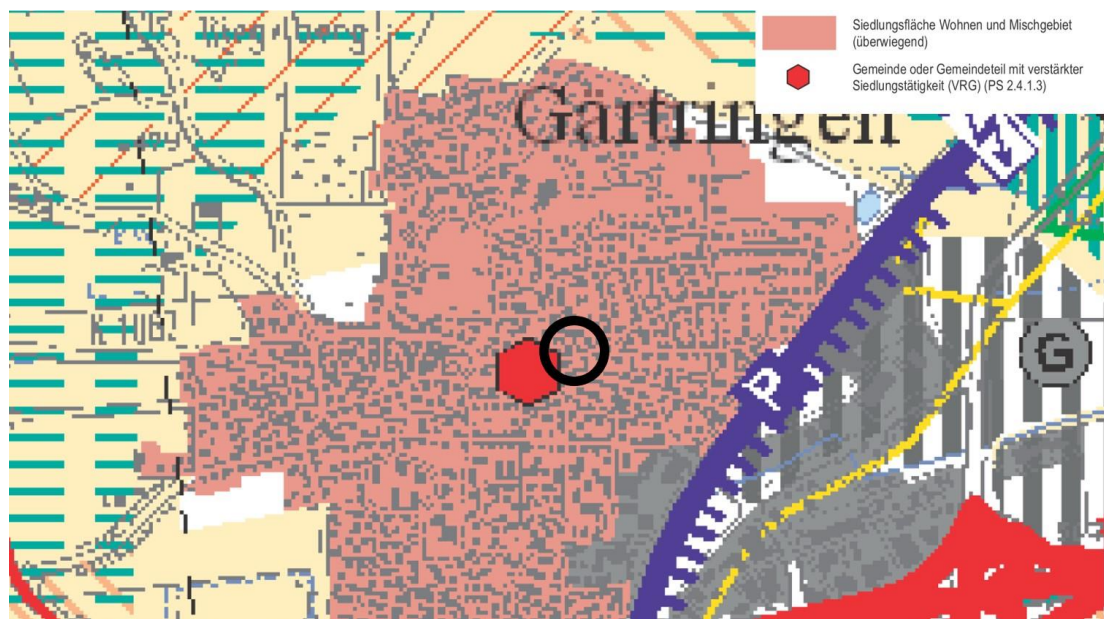 Siedlungsfläche Wohnen und Mischgebiet
(überwiegend)
Gemeinde oder Gemeindeteil mit verstärkter
Siedlungstätigkeit (VRG) (PS 2.4.1.3)
Gärtringen
G
P